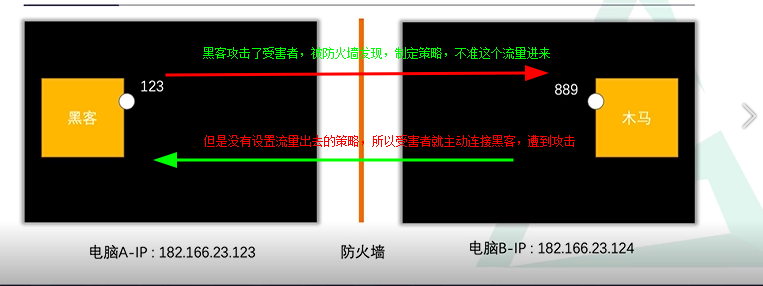 黑客攻击了受害者，被防火墙发现，制定策略，不准这个流量进来
123
889
黑客
木马
但是没有设置流量出去的策略，所以受害者就主动连接黑客，遭到攻击
电脑A-IP : 182.166.23.123
防火墙
电脑B-IP : 182.166.23.124